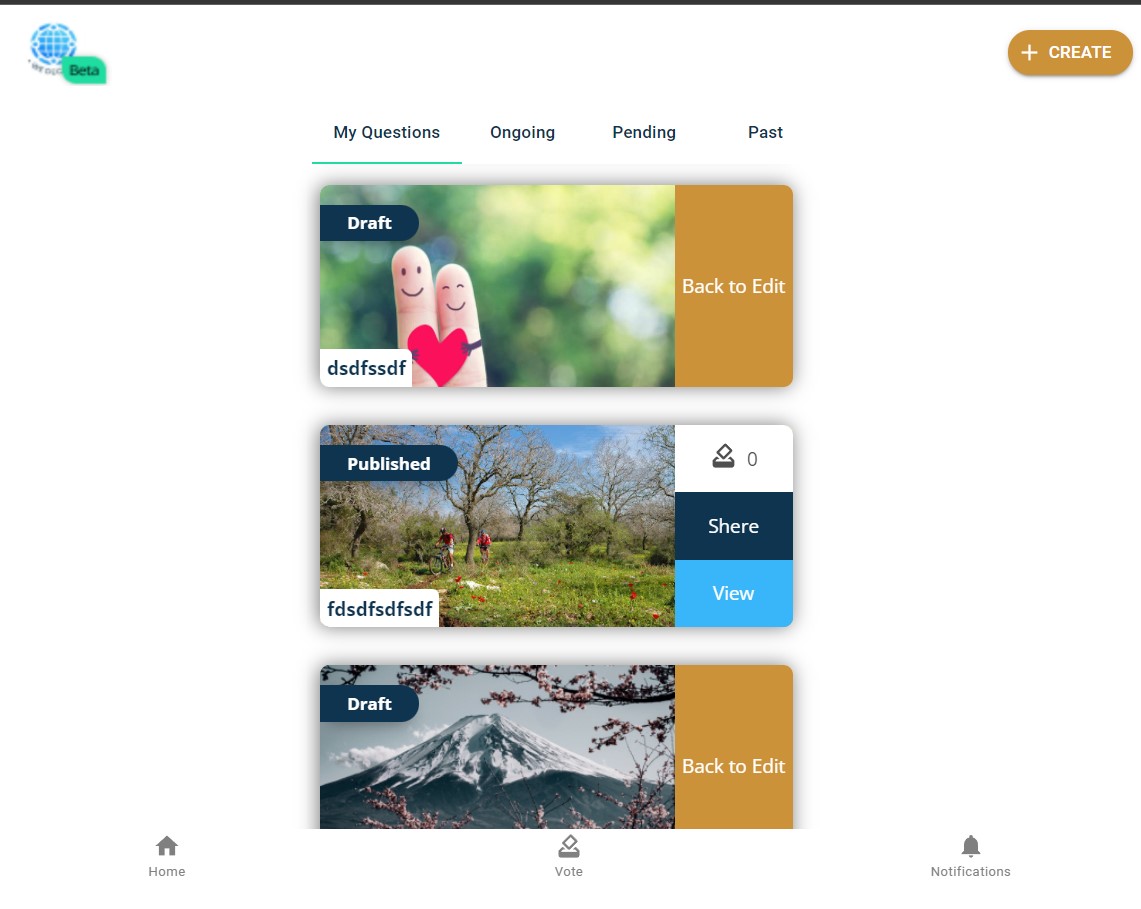 Beta
CREATE
My Questions
Ongoing
Pending
Past
Draft
Back to Edit
dsdfssdf
Published
0
Shere
View
fdsdfsdfsdf
Draft
Back to Edit
Home
Vote
Notifications